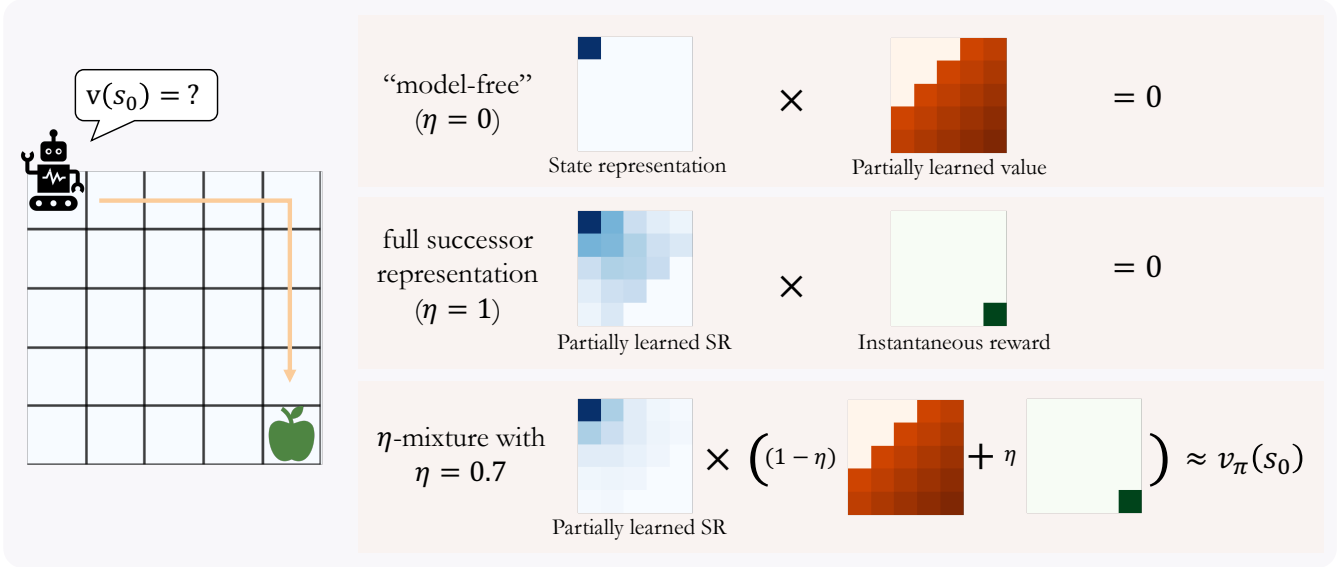 v(s₀) = ?
“model-free”
(η = 0)
State representation
×
Partially learned value
= 0
full successor
representation
(η = 1)
Partially learned SR
×
Instantaneous reward
= 0
η-mixture with
η = 0.7
Partially learned SR
× ( (1 − η) + η ) ≈ v_π(s₀)